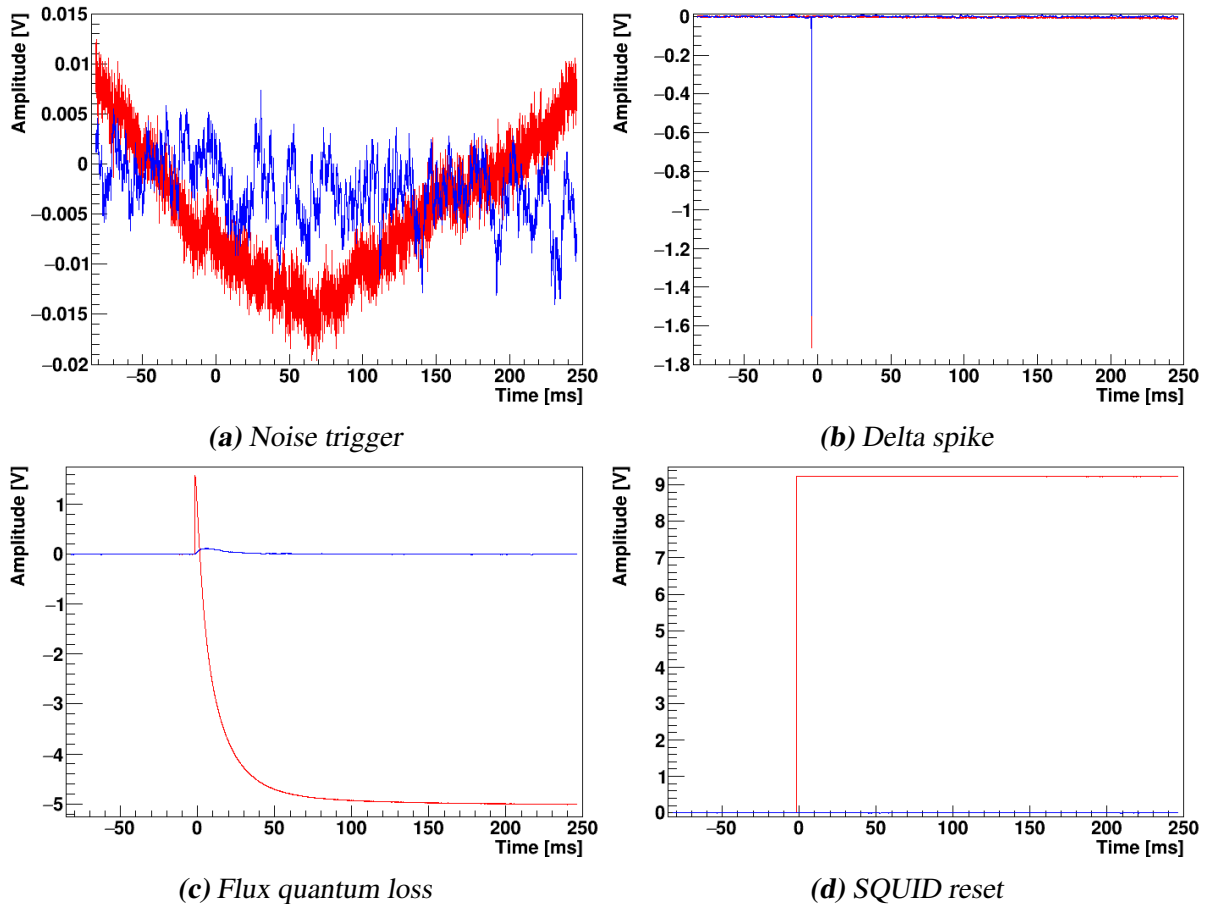 Amplitude [V]
0.015
0.01
0.005
0
−0.005
−0.01
−0.015
−0.02
−50 0 50 100 150 200 250
Time [ms]
(a) Noise trigger
Amplitude [V]
0
−0.2
−0.4
−0.6
−0.8
−1
−1.2
−1.4
−1.6
−1.8
−50 0 50 100 150 200 250
Time [ms]
(b) Delta spike
Amplitude [V]
1
0
−1
−2
−3
−4
−5
−50 0 50 100 150 200 250
Time [ms]
(c) Flux quantum loss
Amplitude [V]
9
8
7
6
5
4
3
2
1
0
−50 0 50 100 150 200 250
Time [ms]
(d) SQUID reset